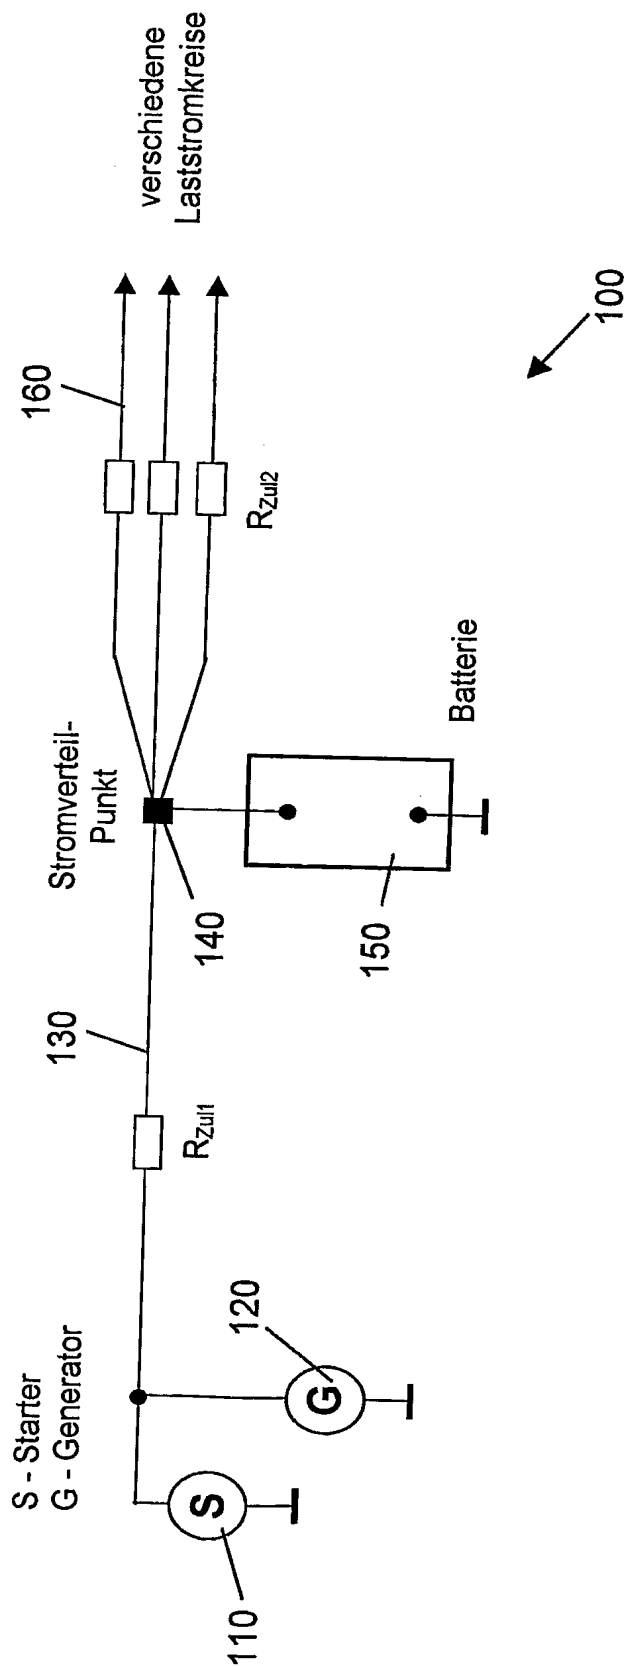 S - Starter
G - Generator
110
S
120
G
R_Zul1
130
Stromverteil-
Punkt
140
150
Batterie
R_Zul2
160
verschiedene
Laststromkreise
100